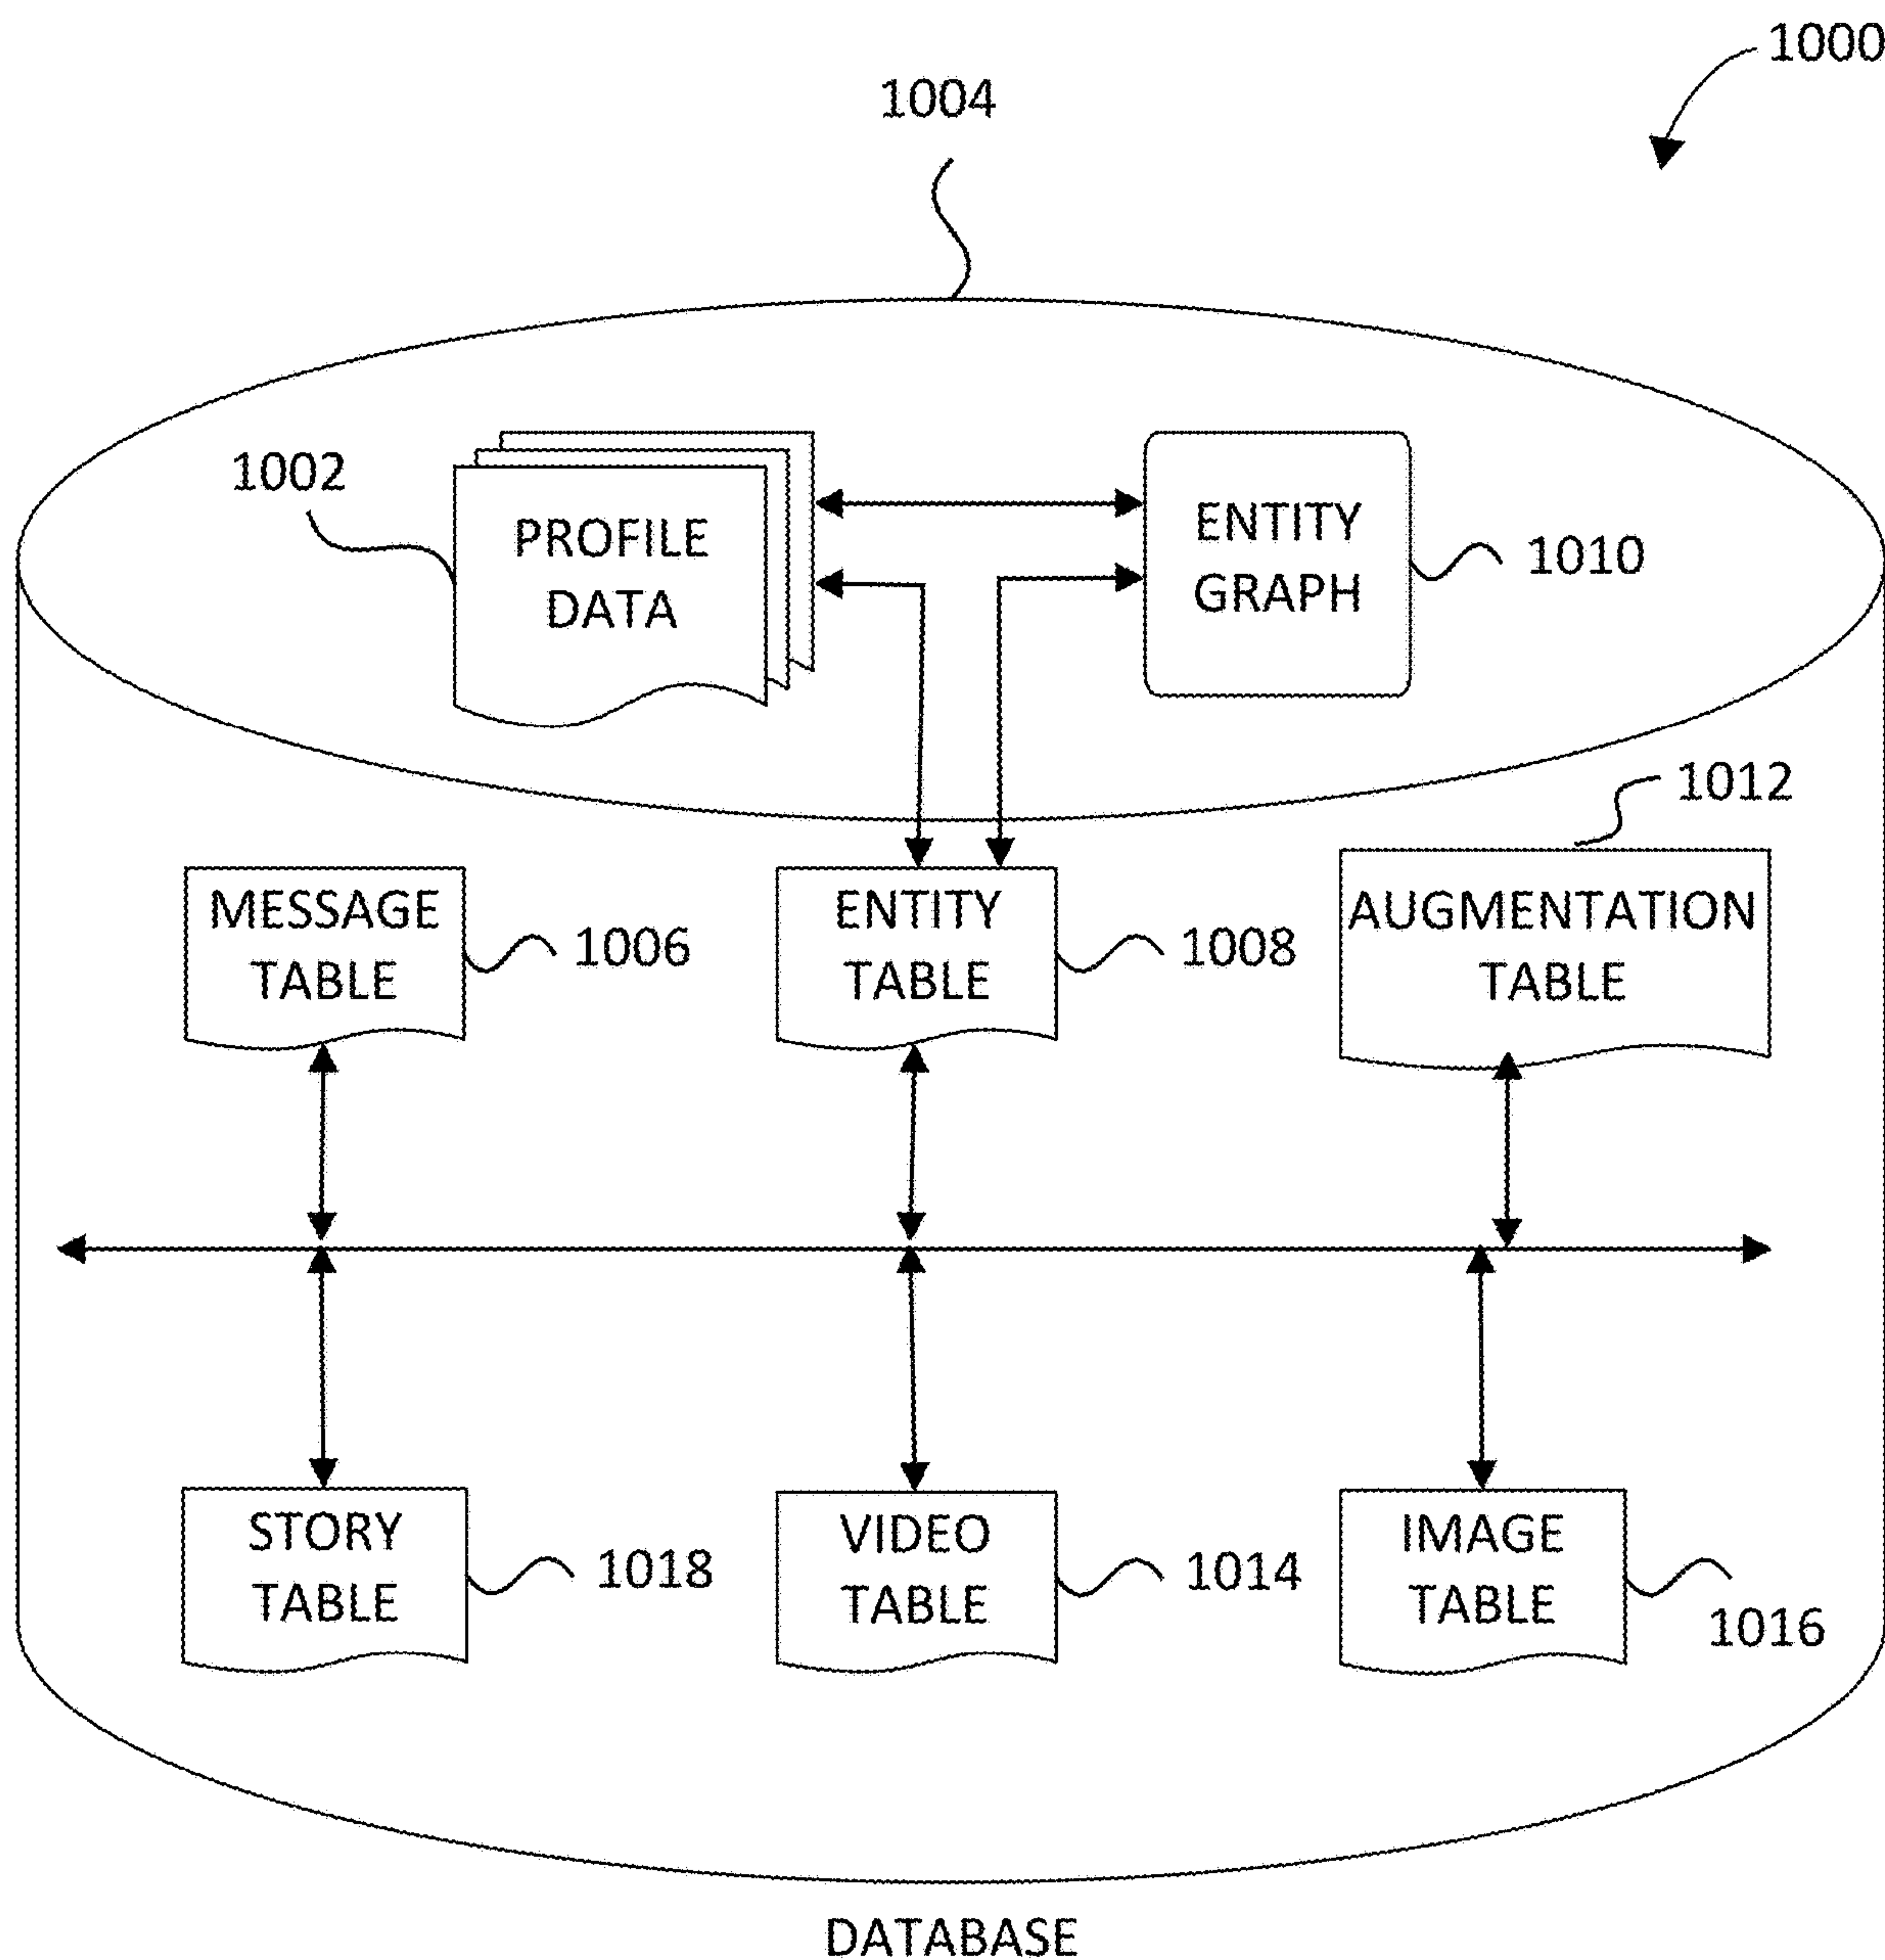 1000
1004
1002
PROFILE
DATA
ENTITY
GRAPH
1010
1012
MESSAGE
TABLE
1006
ENTITY
TABLE
1008
AUGMENTATION
TABLE
STORY
TABLE
1018
VIDEO
TABLE
1014
IMAGE
TABLE
1016
DATABASE